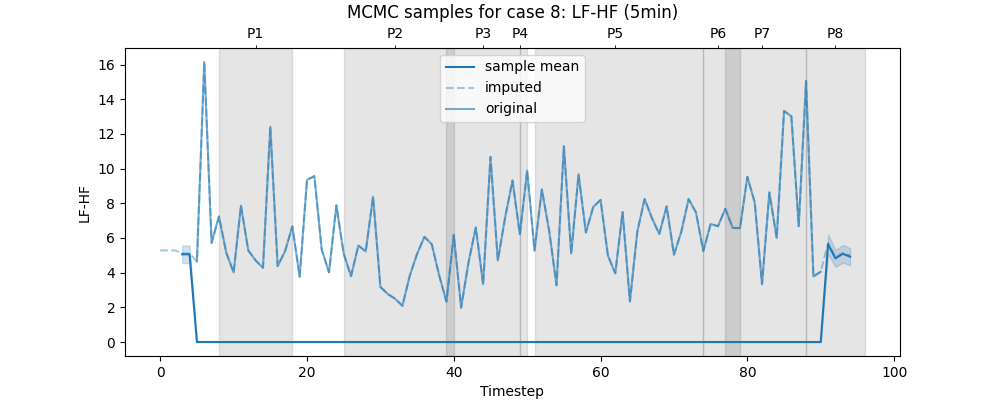 MCMC samples for case 8: LF-HF (5min)
P1 P2 P3 P4 P5 P6 P7 P8
sample mean
imputed
original
LF-HF
16
14
12
10
8
6
4
2
0
0 20 40 60 80 100
Timestep